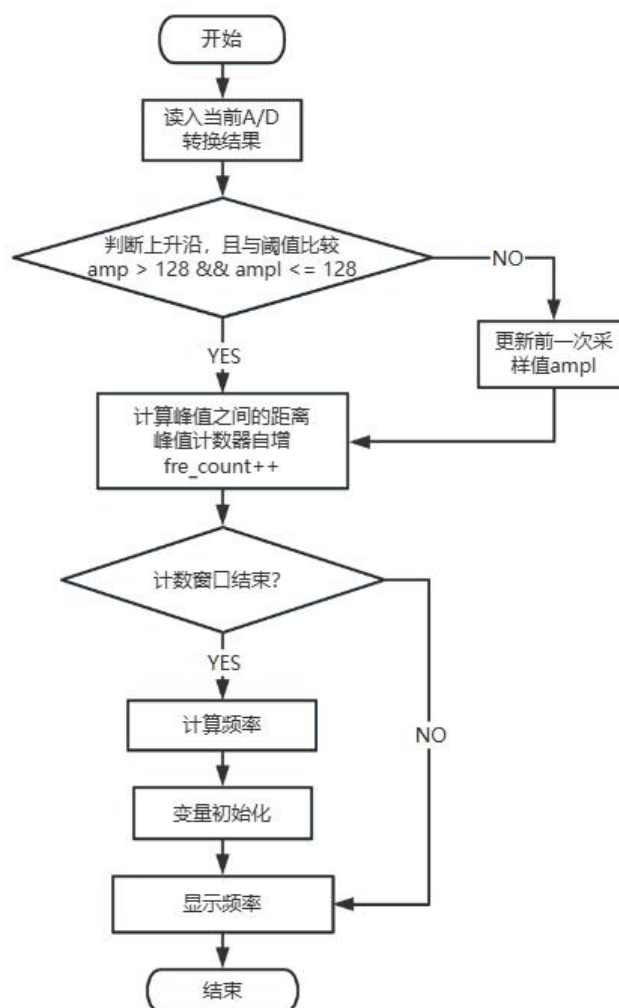 开始
读入当前A/D
转换结果
判断上升沿，且与阈值比较
amp > 128 && ampl <= 128
NO
更新前一次采
样值ampl
YES
计算峰值之间的距离
峰值计数器自增
fre_count++
计数窗口结束?
YES
NO
计算频率
变量初始化
显示频率
结束